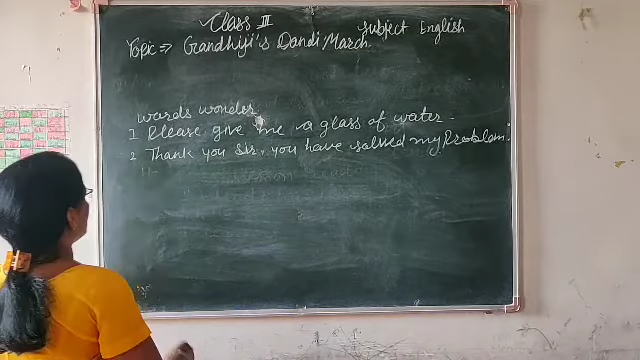 Class III
Subject English
Topic ⇒ Gandhiji's Dandi March
words wonder
1 Please give me a glass of water.
2 Thank you sir, you have solved my Problem.